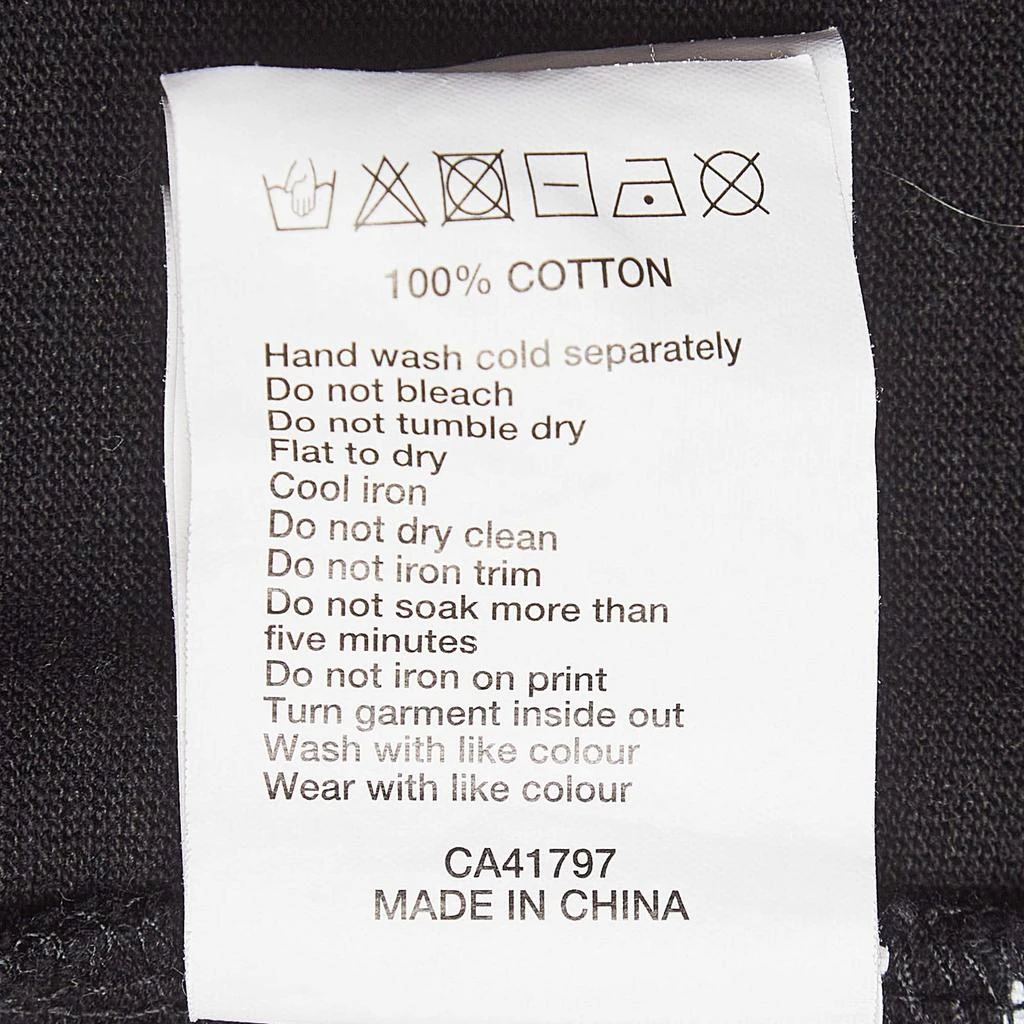 100% COTTON
Hand wash cold separately
Do not bleach
Do not tumble dry
Flat to dry
Cool iron
Do not dry clean
Do not iron trim
Do not soak more than
five minutes
Do not iron on print
Turn garment inside out
Wash with like colour
Wear with like colour
CA41797
MADE IN CHINA